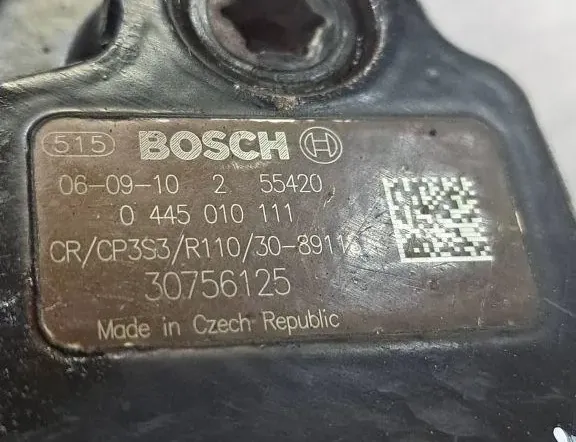 515 BOSCH
06-09-10 2 55420
0 445 010 111
CR/CP3S3/R110/30-8911
30756125
Made in Czech Republic